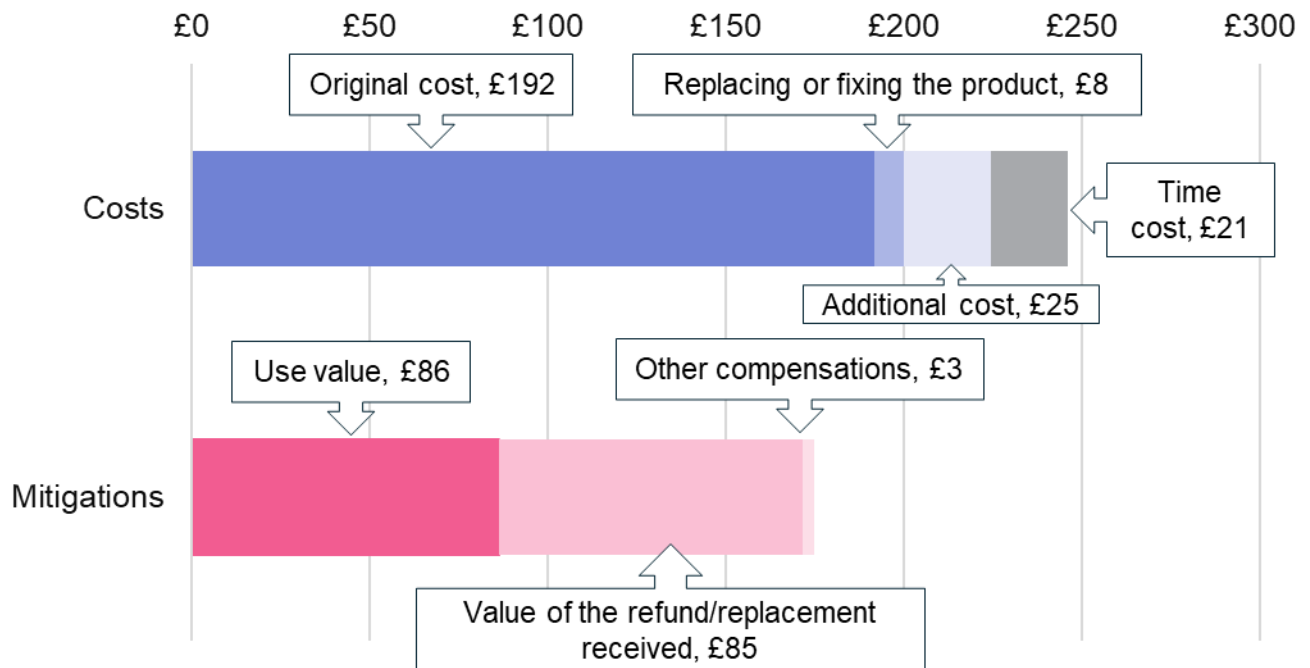 £0 £50 £100 £150 £200 £250 £300
Original cost, £192
Replacing or fixing the product, £8
Costs
Time
cost, £21
Additional cost, £25
Use value, £86
Other compensations, £3
Mitigations
Value of the refund/replacement
received, £85